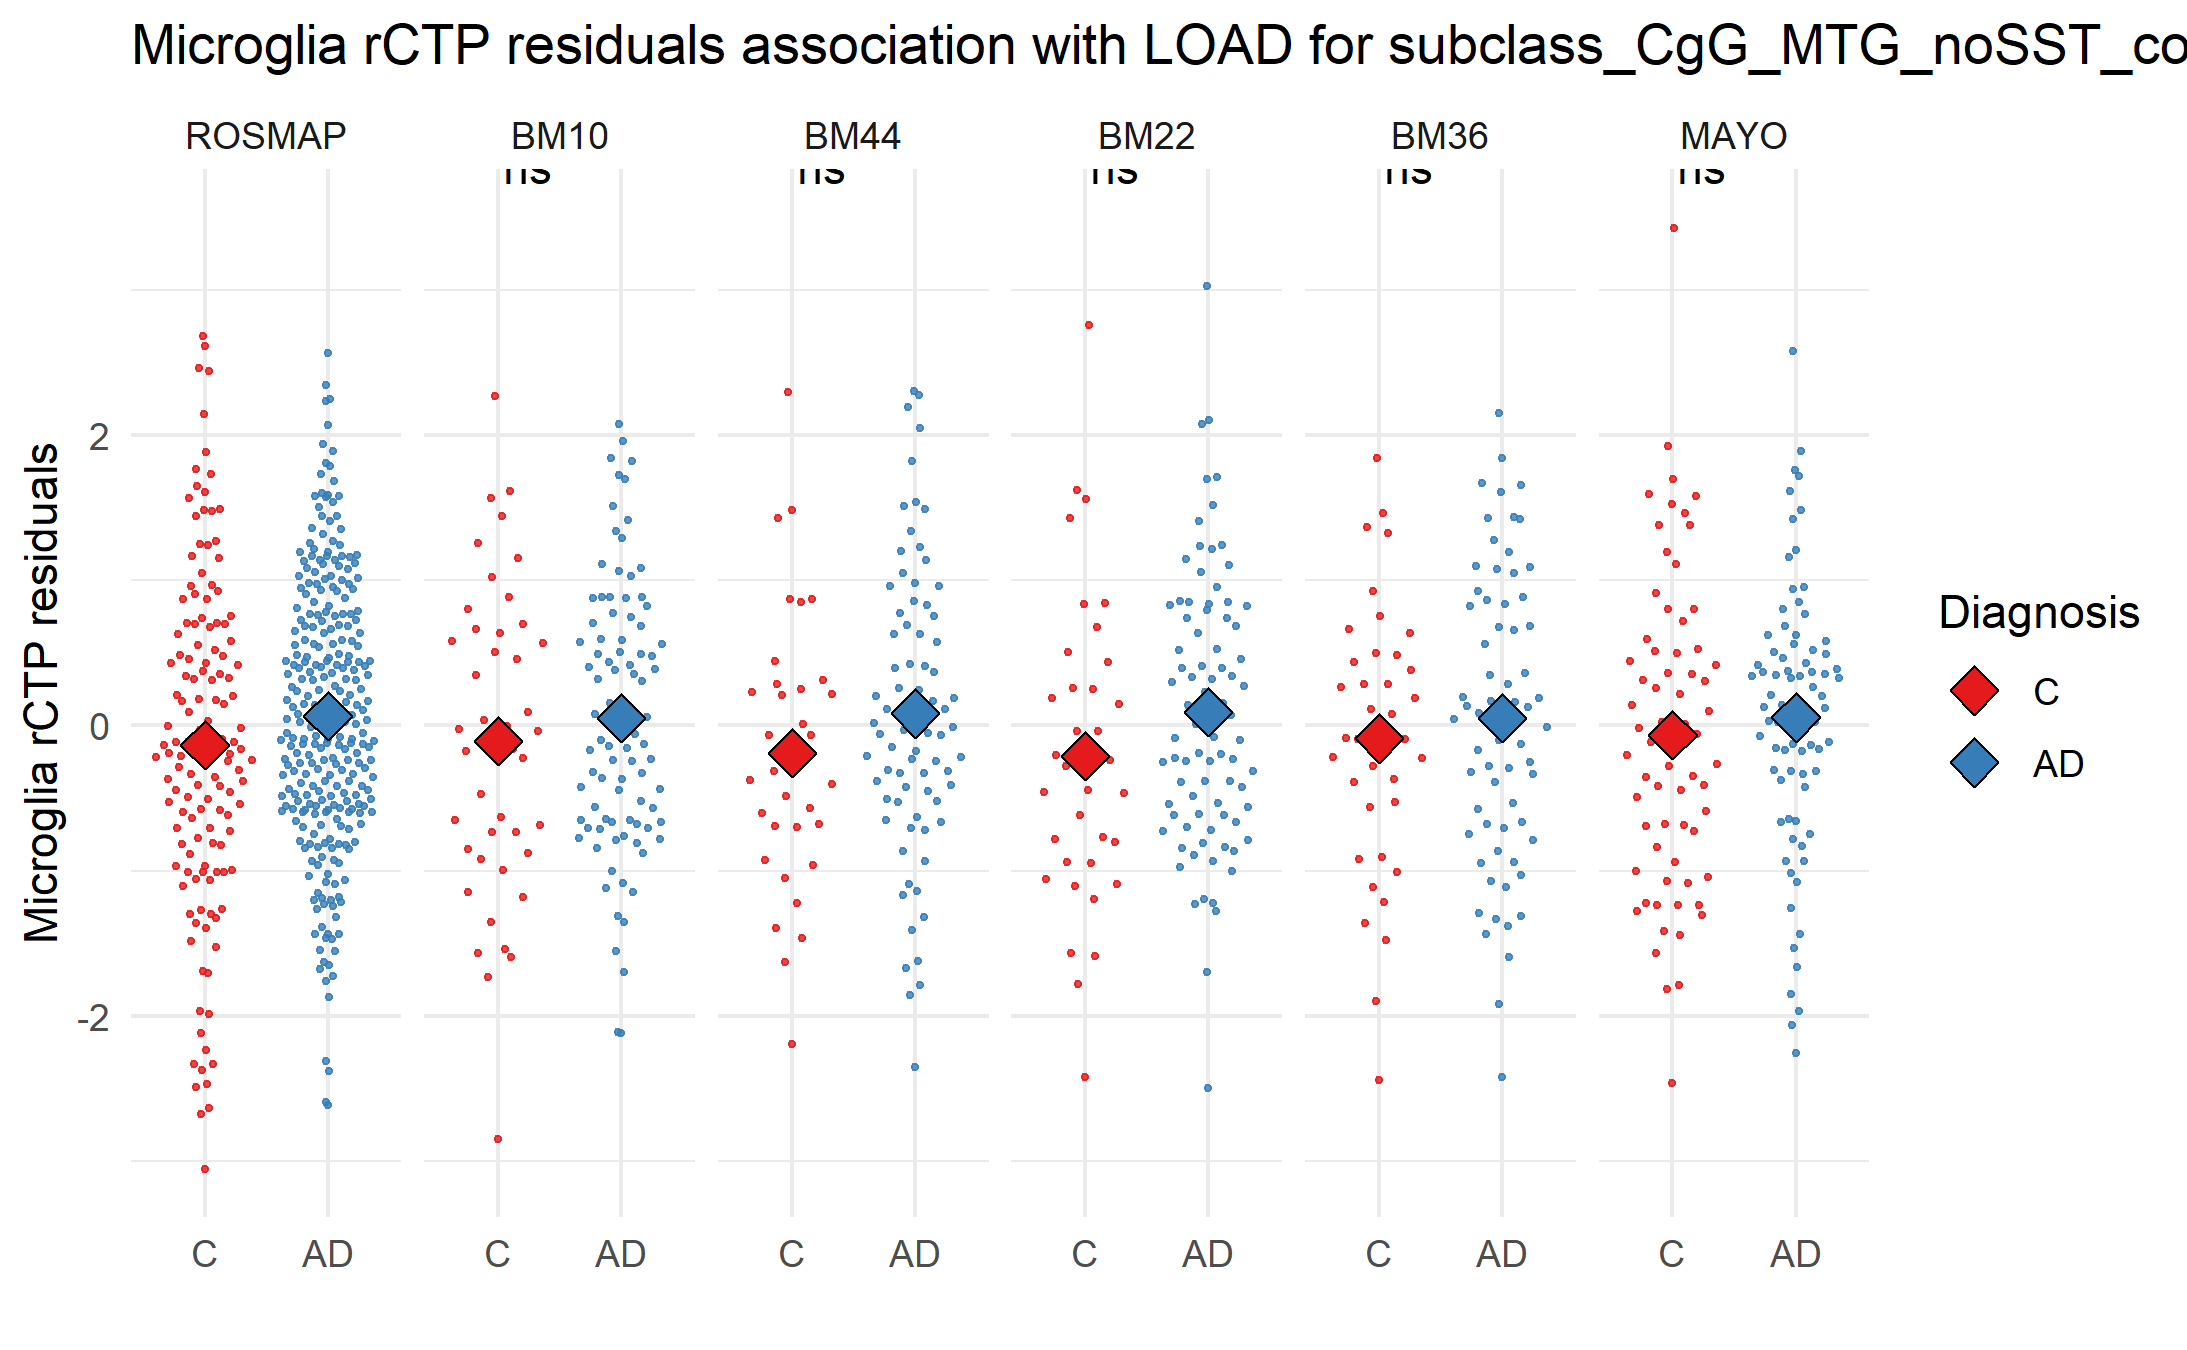 Microglia rCTP residuals association with LOAD for subclass_CgG_MTG_noSST_co
ROSMAP BM10 BM44 BM22 BM36 MAYO
ns ns ns ns ns
Microglia rCTP residuals
2
0
-2
C AD C AD C AD C AD C AD C AD
Diagnosis
C
AD